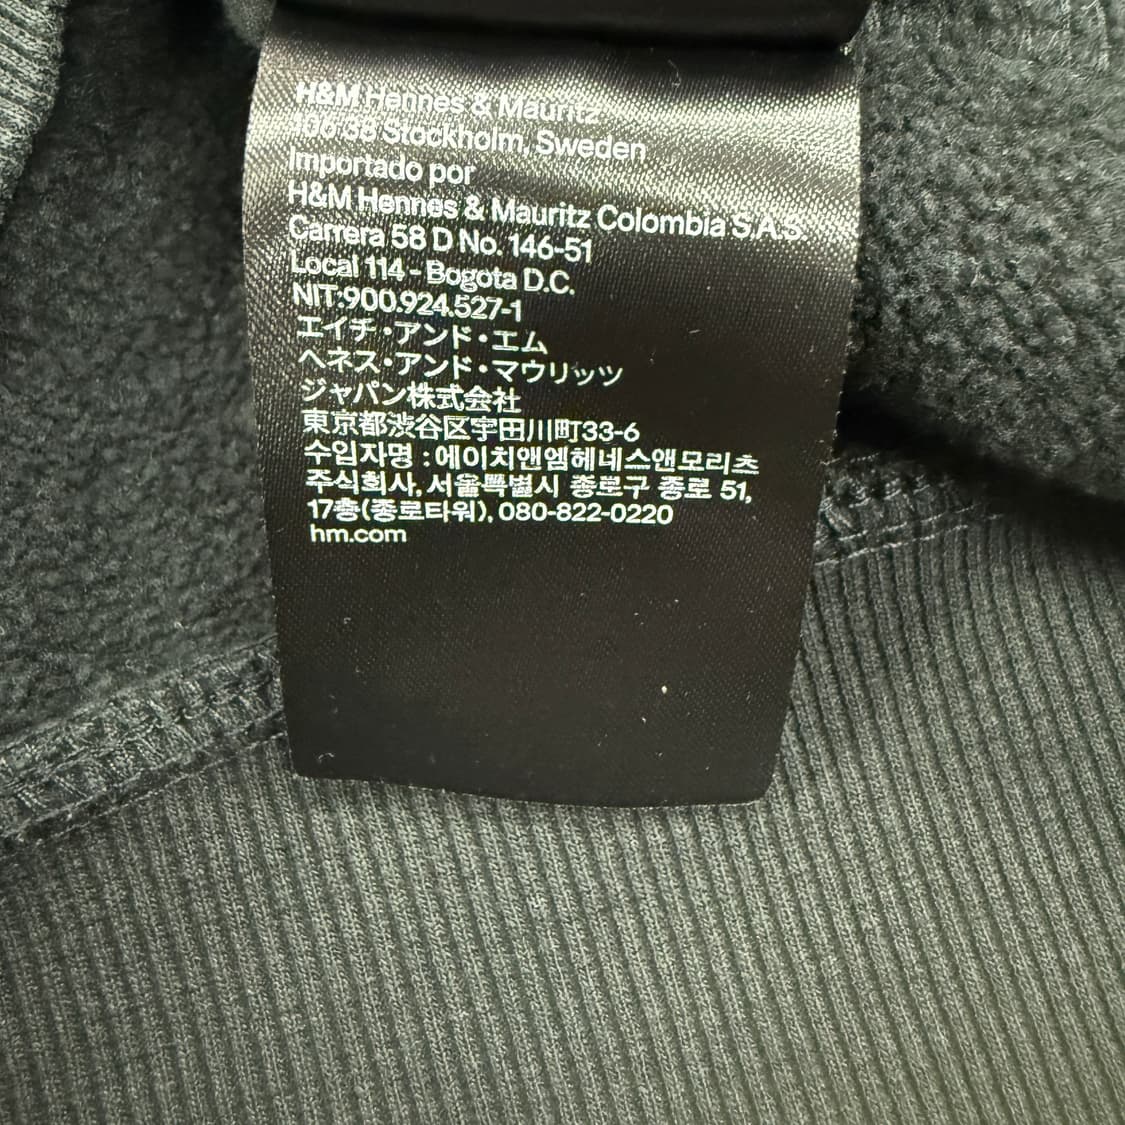 H&M Hennes & Mauritz
106 38 Stockholm, Sweden
Importado por
H&M Hennes & Mauritz Colombia S.A.S
Carrera 58 D No. 146-51
Local 114 - Bogota D.C.
NIT:900.924.527-1
エイチ・アンド・エム
ヘネス・アンド・マウリッツ
ジャパン株式会社
東京都渋谷区宇田川町33-6
수입자명 : 에이치앤엠헤네스앤모리츠
주식회사, 서울특별시 종로구 종로 51,
17층(종로타워), 080-822-0220
hm.com